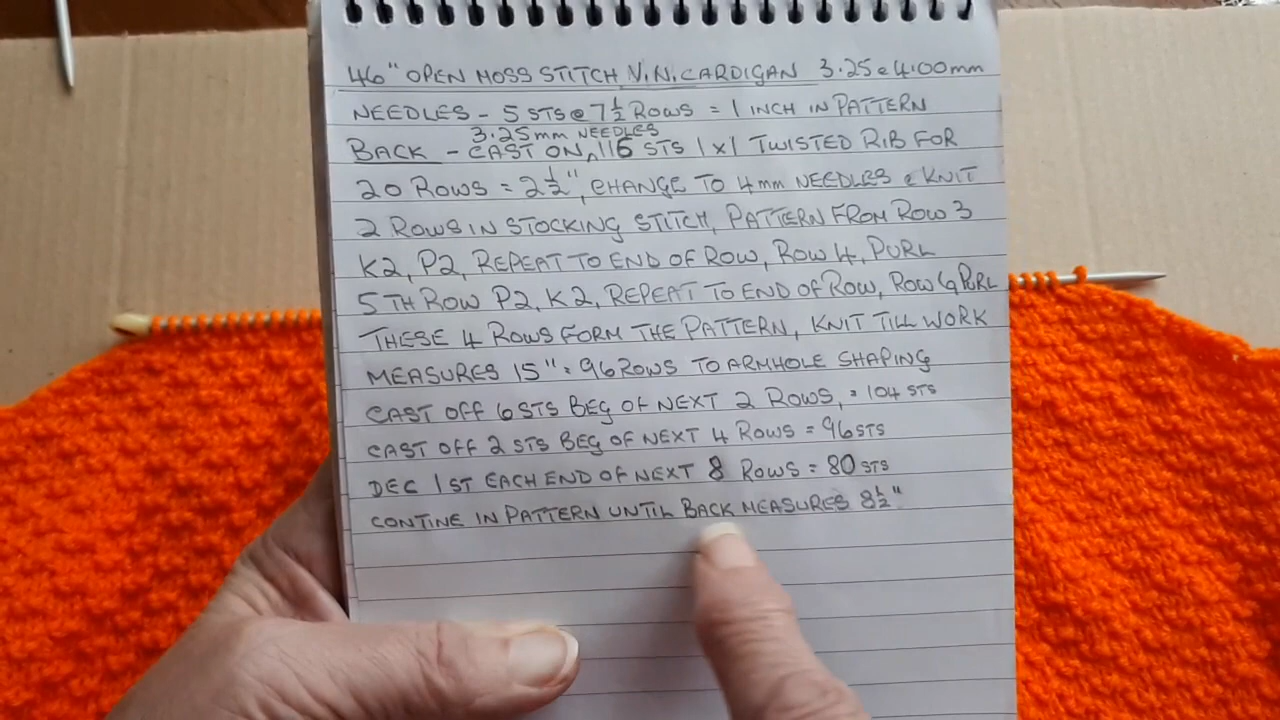 46" OPEN MOSS STITCH V.N. CARDIGAN 3.25 & 4.00mm
NEEDLES - 5 STS @ 7½ ROWS = 1 INCH IN PATTERN
3.25mm NEEDLES
BACK - CAST ON ^ 116 STS 1x1 TWISTED RIB FOR
20 ROWS = 2½", CHANGE TO 4mm NEEDLES & KNIT
2 ROWS IN STOCKING STITCH, PATTERN FROM ROW 3
K2, P2, REPEAT TO END OF ROW, ROW 4, PURL
5TH ROW P2, K2, REPEAT TO END OF ROW, ROW 6 PURL
THESE 4 ROWS FORM THE PATTERN, KNIT TILL WORK
MEASURES 15" = 96 ROWS TO ARMHOLE SHAPING
CAST OFF 6 STS BEG OF NEXT 2 ROWS, = 104 STS
CAST OFF 2 STS BEG OF NEXT 4 ROWS = 96 STS
DEC 1 ST EACH END OF NEXT 8 ROWS = 80 STS
CONTINE IN PATTERN UNTIL BACK MEASURES 8½"